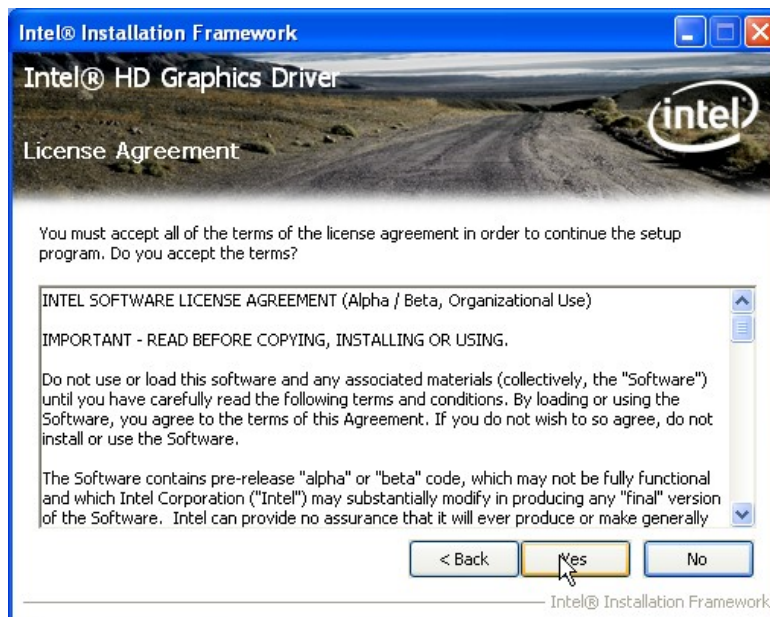 Intel® Installation Framework
Intel® HD Graphics Driver
intel
License Agreement
You must accept all of the terms of the license agreement in order to continue the setup
program. Do you accept the terms?
INTEL SOFTWARE LICENSE AGREEMENT (Alpha / Beta, Organizational Use)
IMPORTANT - READ BEFORE COPYING, INSTALLING OR USING.
Do not use or load this software and any associated materials (collectively, the "Software")
until you have carefully read the following terms and conditions. By loading or using the
Software, you agree to the terms of this Agreement. If you do not wish to so agree, do not
install or use the Software.
The Software contains pre-release "alpha" or "beta" code, which may not be fully functional
and which Intel Corporation ("Intel") may substantially modify in producing any "final" version
of the Software.  Intel can provide no assurance that it will ever produce or make generally
< Back Yes No
Intel® Installation Framework